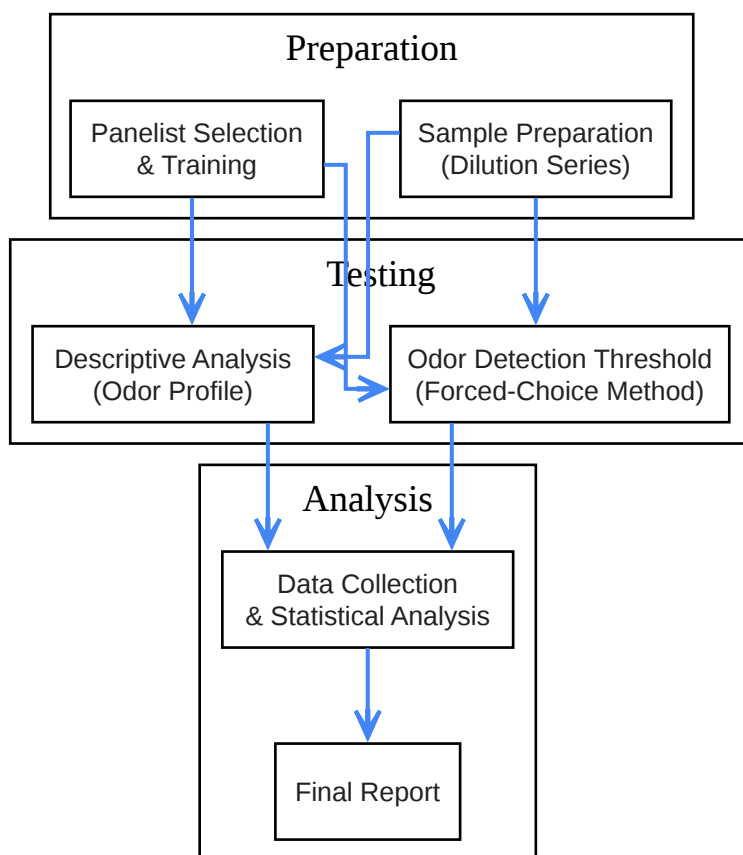 Preparation
Panelist Selection
& Training
Sample Preparation
(Dilution Series)
Testing
Descriptive Analysis
(Odor Profile)
Odor Detection Threshold
(Forced-Choice Method)
Analysis
Data Collection
& Statistical Analysis
Final Report